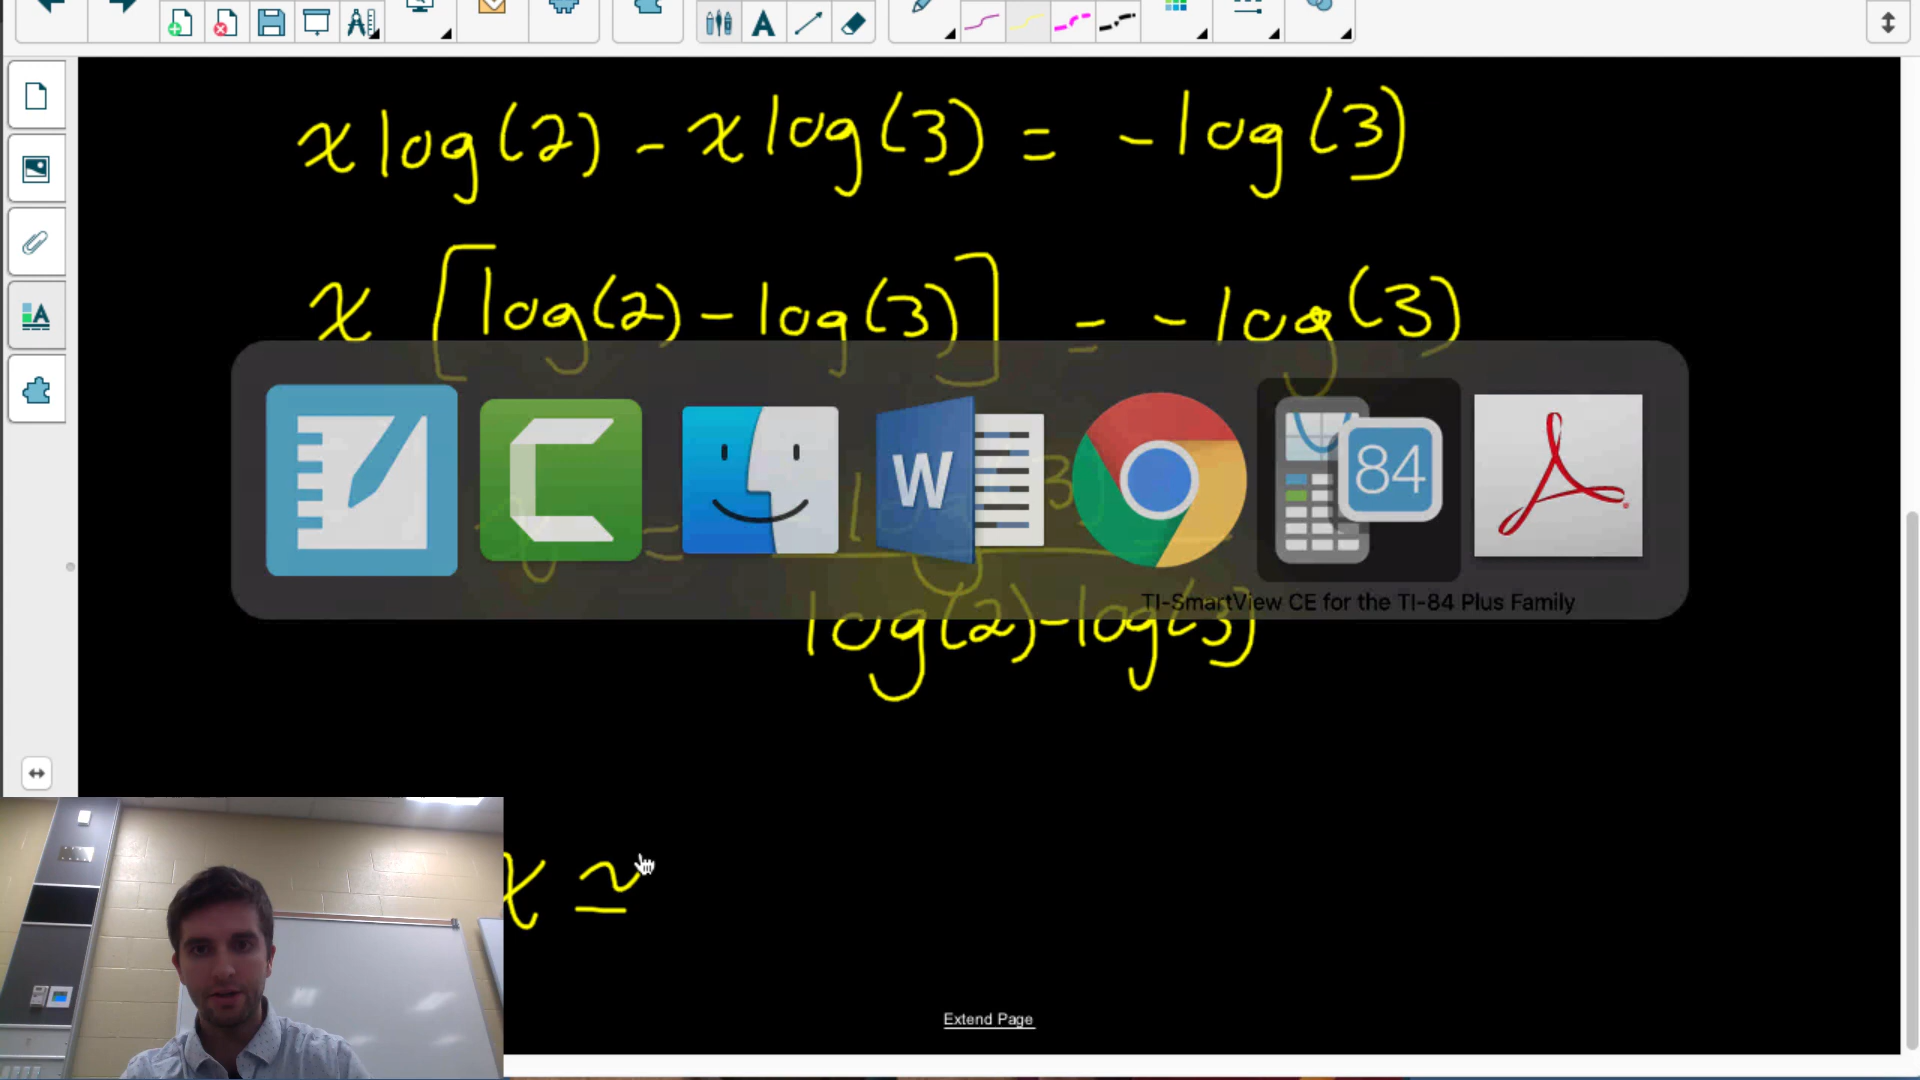 x log(2) - x log(3) = -log(3)
x [log(2) - log(3)] = -log(3)
W
84
TI-SmartView CE for the TI-84 Plus Family
log(2)-log(3)
x ≃
Extend Page